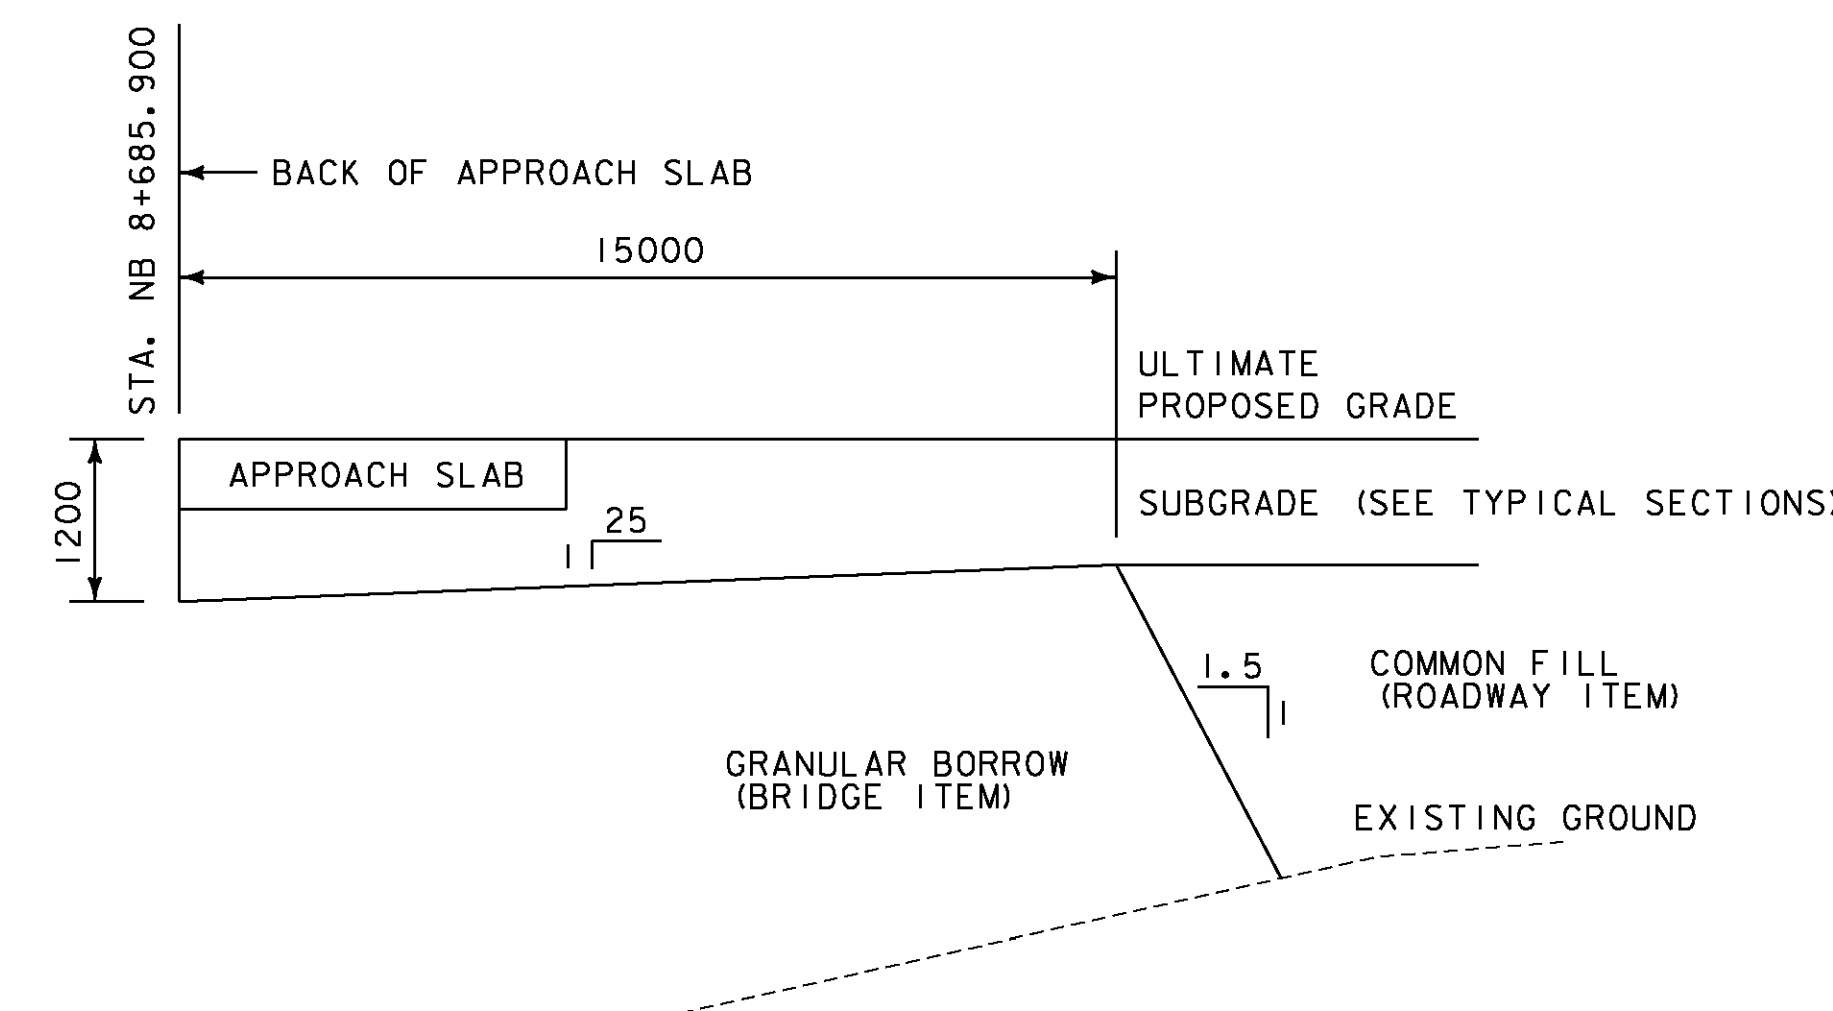 STA. NB 8+685.900
BACK OF APPROACH SLAB
15000
ULTIMATE
PROPOSED GRADE
APPROACH SLAB
1200
SUBGRADE (SEE TYPICAL SECTIONS)
25
1
1.5
1
COMMON FILL
(ROADWAY ITEM)
GRANULAR BORROW
(BRIDGE ITEM)
EXISTING GROUND